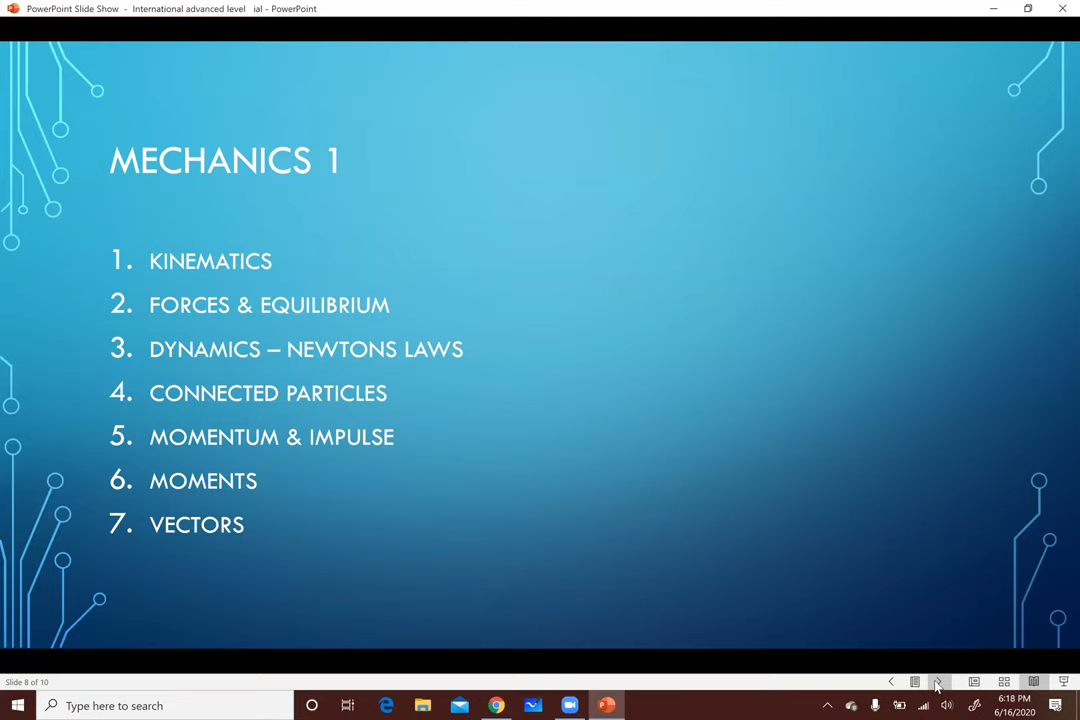 PowerPoint Slide Show - International advanced level ial - PowerPoint
MECHANICS 1
1. KINEMATICS
2. FORCES & EQUILIBRIUM
3. DYNAMICS – NEWTONS LAWS
4. CONNECTED PARTICLES
5. MOMENTUM & IMPULSE
6. MOMENTS
7. VECTORS
Slide 8 of 10
Type here to search
6:18 PM
6/16/2020